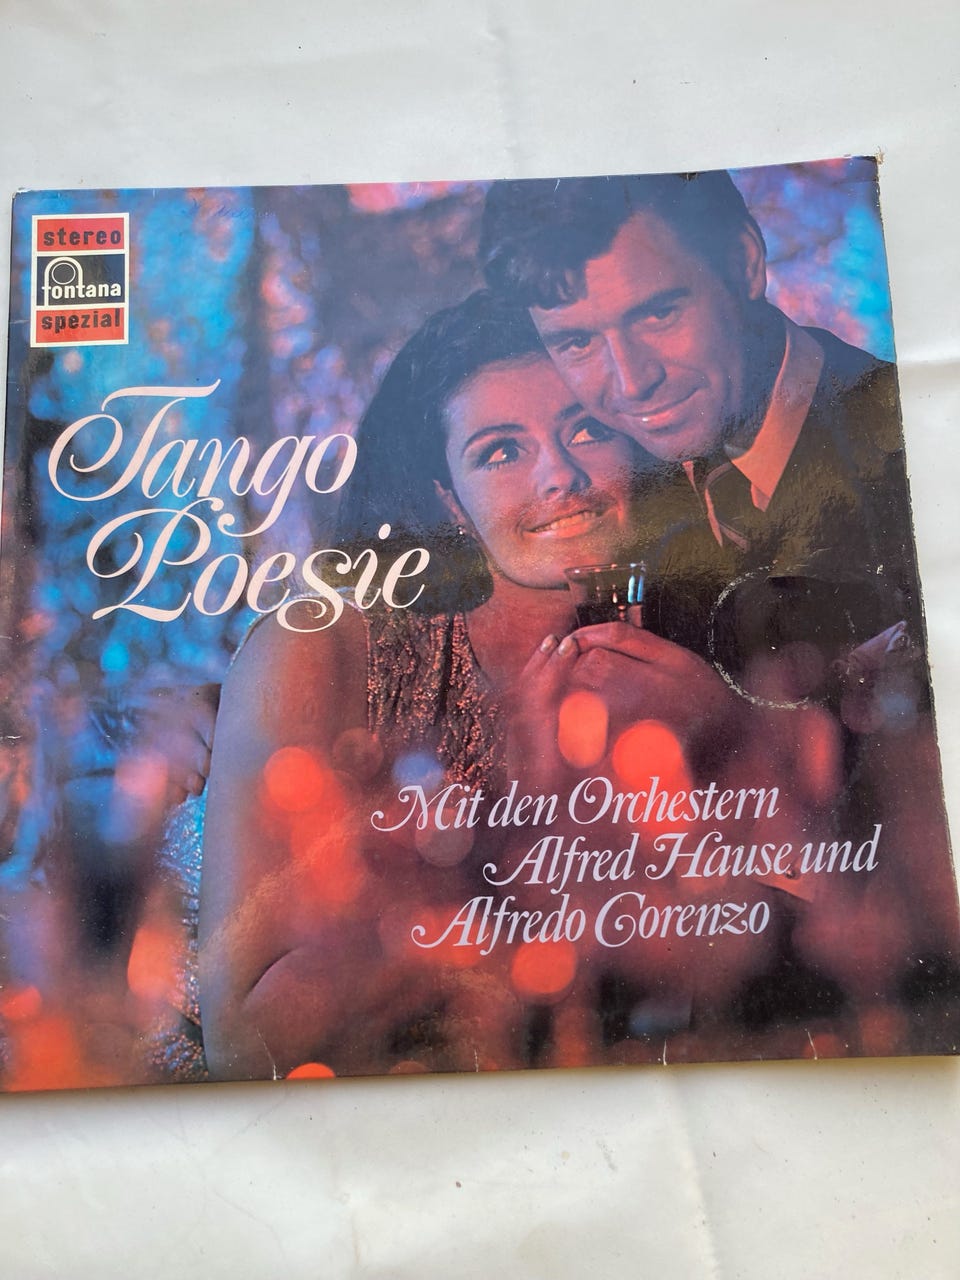 stereo
fontana
spezial
Tango
Poesie
Mit den Orchestern
Alfred Hause und
Alfredo Corenzo